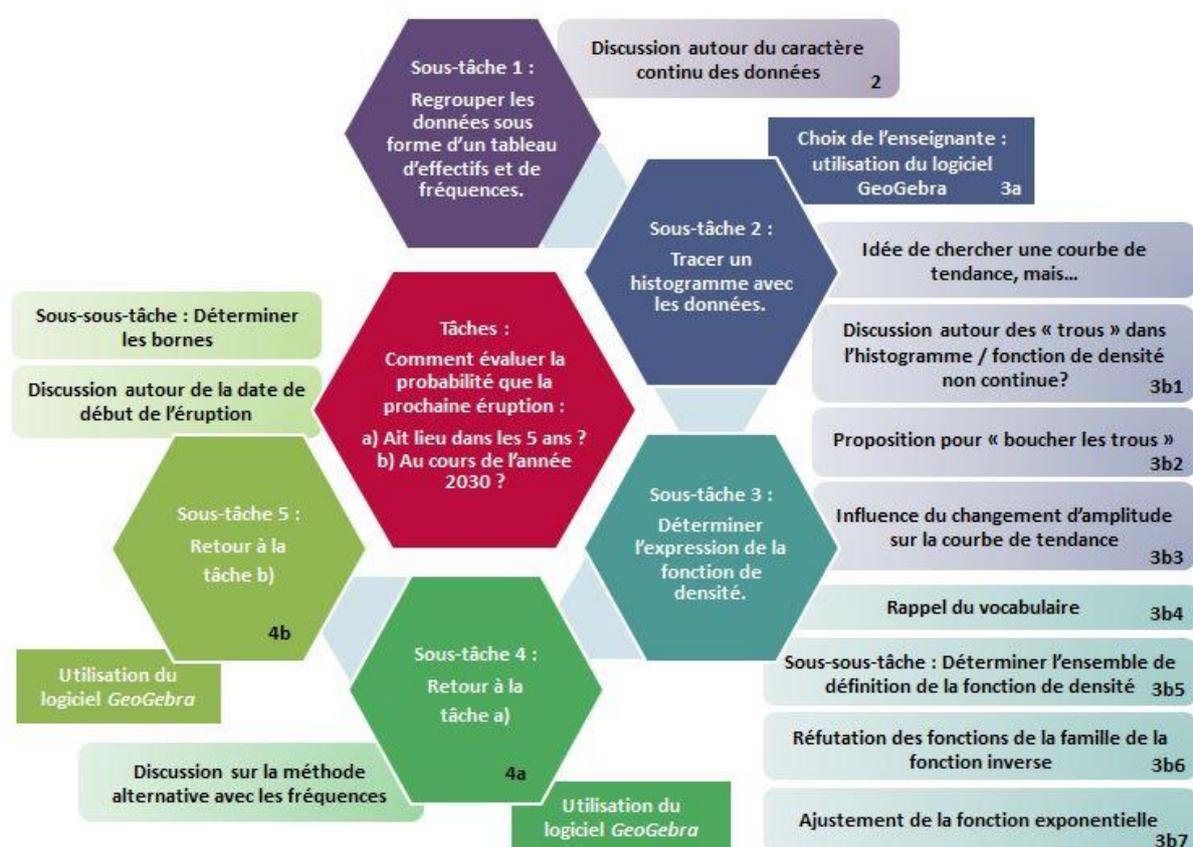 Sous-tâche 1 :
Regrouper les
données sous
forme d'un tableau
d'effectifs et de
fréquences.
Discussion autour du caractère
continu des données
2
Choix de l'enseignante :
utilisation du logiciel
GeoGebra 3a
Sous-tâche 2 :
Tracer un
histogramme avec
les données.
Idée de chercher une courbe de
tendance, mais...
Discussion autour des « trous » dans
l'histogramme / fonction de densité
non continue?
3b1
Proposition pour « boucher les trous »
3b2
Influence du changement d'amplitude
sur la courbe de tendance
3b3
Tâches :
Comment évaluer la
probabilité que la
prochaine éruption :
a) Ait lieu dans les 5 ans ?
b) Au cours de l'année
2030 ?
Sous-tâche 3 :
Déterminer
l'expression de la
fonction de
densité.
Rappel du vocabulaire 3b4
Sous-sous-tâche : Déterminer l'ensemble de
définition de la fonction de densité 3b5
Réfutation des fonctions de la famille de la
fonction inverse 3b6
Ajustement de la fonction exponentielle
3b7
Sous-tâche 4 :
Retour à la
tâche a)
4a
Utilisation du
logiciel GeoGebra
Discussion sur la méthode
alternative avec les fréquences
Sous-sous-tâche : Déterminer
les bornes
Discussion autour de la date de
début de l'éruption
Sous-tâche 5 :
Retour à la
tâche b)
4b
Utilisation du
logiciel GeoGebra